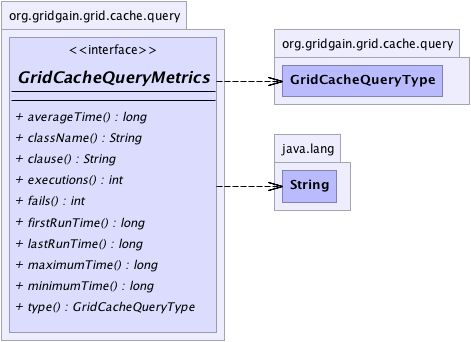 org.gridgain.grid.cache.query
<<interface>>
GridCacheQueryMetrics
+ averageTime() : long
+ className() : String
+ clause() : String
+ executions() : int
+ fails() : int
+ firstRunTime() : long
+ lastRunTime() : long
+ maximumTime() : long
+ minimumTime() : long
+ type() : GridCacheQueryType
org.gridgain.grid.cache.query
GridCacheQueryType
java.lang
String